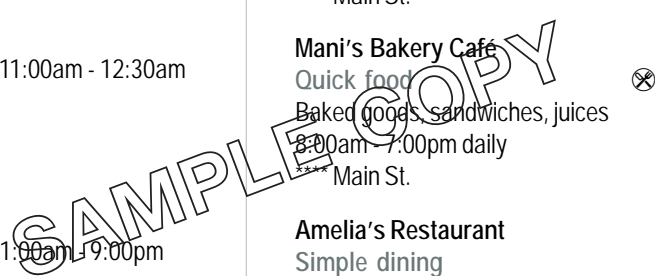 11:00am - 12:30am
1:00am - 9:00pm
Main St.
Mani's Bakery Café
Quick food
Baked goods, sandwiches, juices
8:00am - 7:00pm daily
**** Main St.
Amelia's Restaurant
Simple dining
SAMPLE COPY